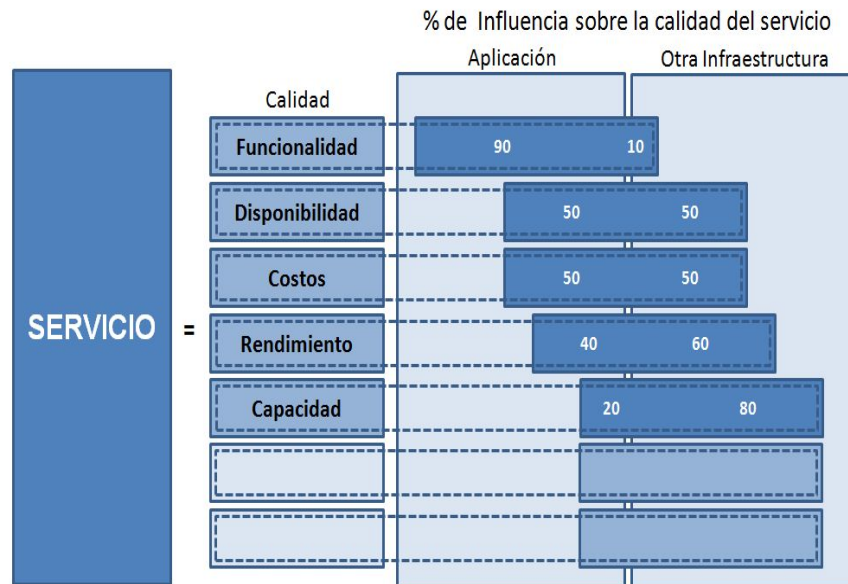 % de Influencia sobre la calidad del servicio
Aplicación Otra Infraestructura
Calidad
Funcionalidad 90 10
Disponibilidad 50 50
Costos 50 50
SERVICIO = Rendimiento 40 60
Capacidad 20 80